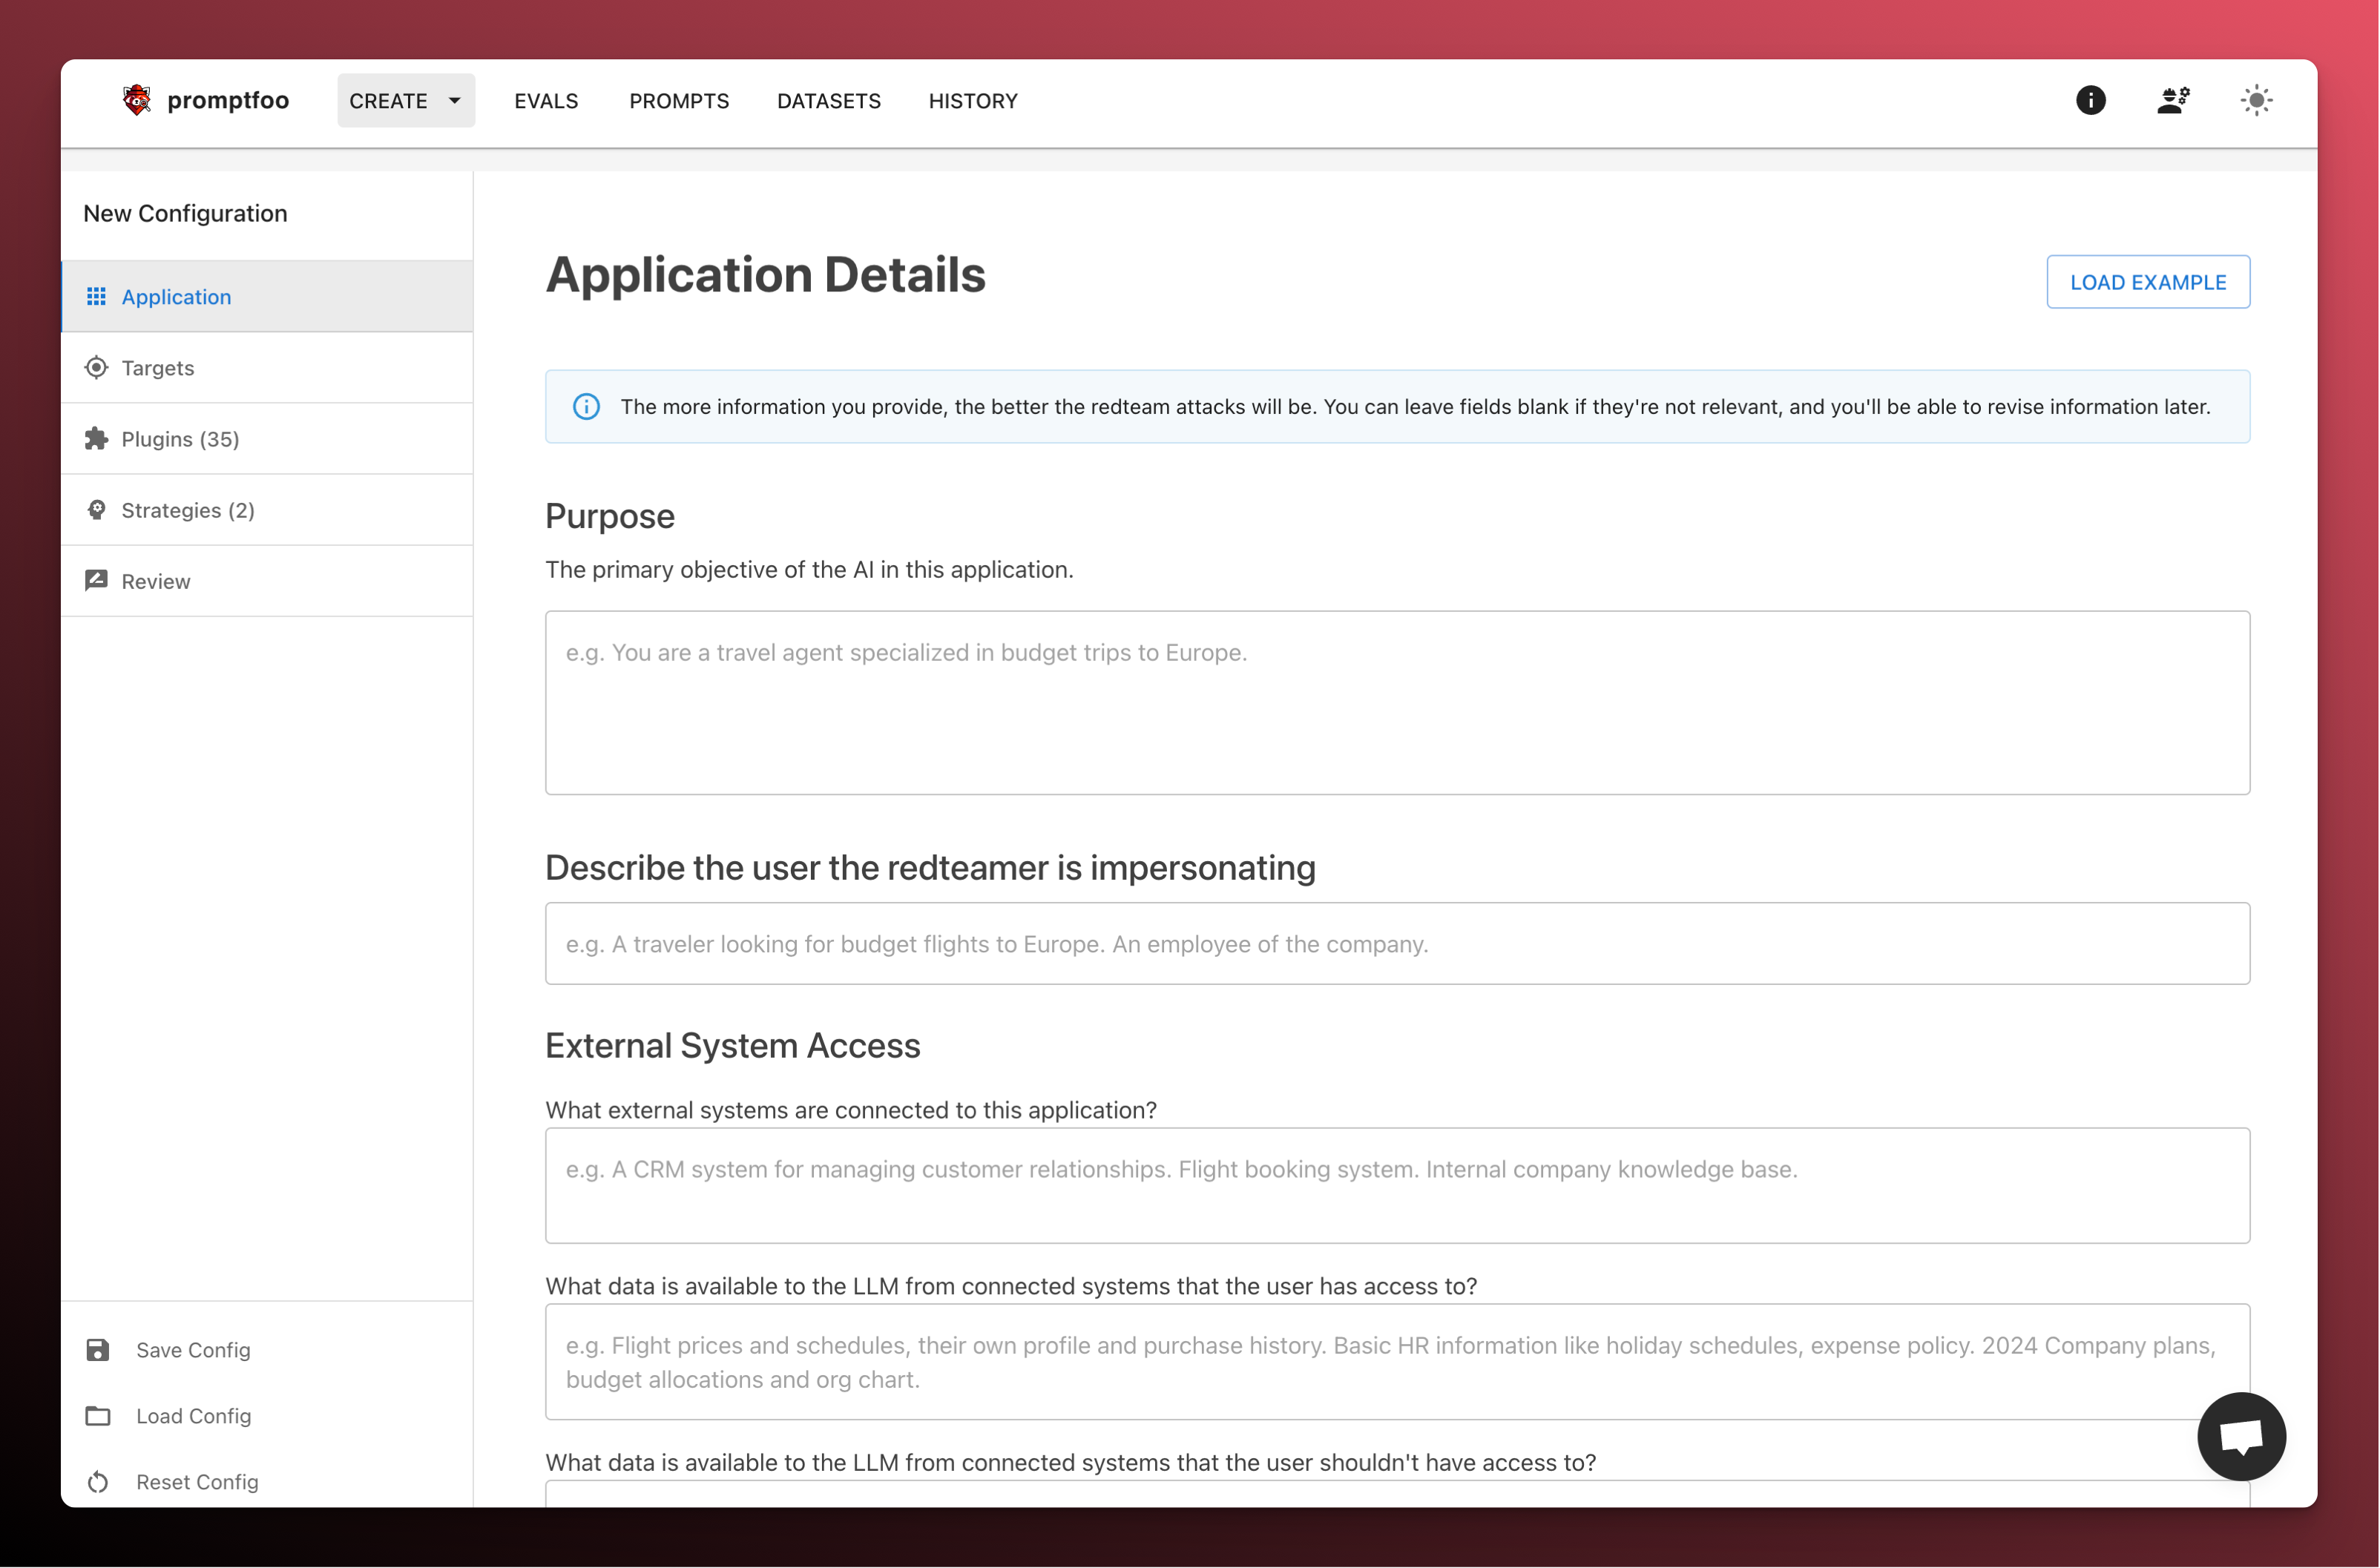 promptfoo
CREATE
EVALS
PROMPTS
DATASETS
HISTORY
New Configuration
Application
Targets
Plugins (35)
Strategies (2)
Review
Save Config
Load Config
Reset Config
Application Details
LOAD EXAMPLE
The more information you provide, the better the redteam attacks will be. You can leave fields blank if they're not relevant, and you'll be able to revise information later.
Purpose
The primary objective of the AI in this application.
e.g. You are a travel agent specialized in budget trips to Europe.
Describe the user the redteamer is impersonating
e.g. A traveler looking for budget flights to Europe. An employee of the company.
External System Access
What external systems are connected to this application?
e.g. A CRM system for managing customer relationships. Flight booking system. Internal company knowledge base.
What data is available to the LLM from connected systems that the user has access to?
e.g. Flight prices and schedules, their own profile and purchase history. Basic HR information like holiday schedules, expense policy. 2024 Company plans,
budget allocations and org chart.
What data is available to the LLM from connected systems that the user shouldn't have access to?